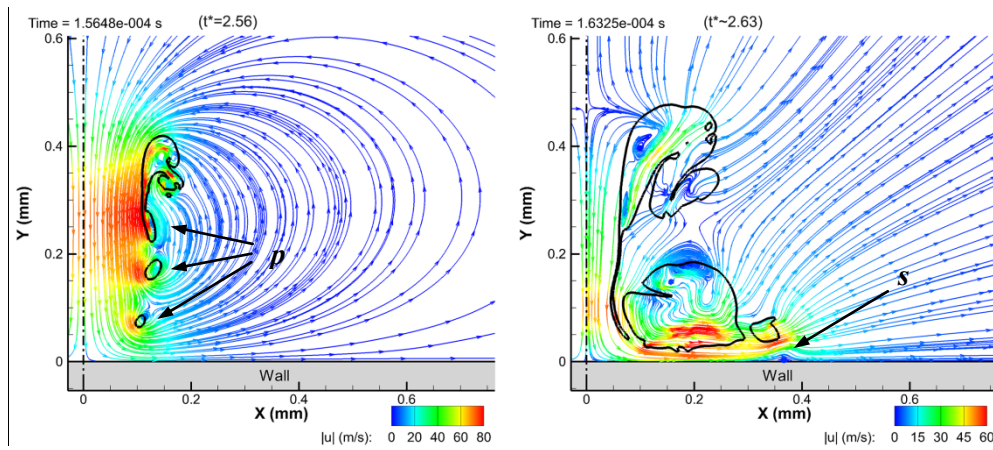 Time = 1.5648e-004 s (t*=2.56)
0.6
0.4
Y (mm)
0.2
0
p
Wall
0 0.2 0.4 0.6
X (mm)
|u| (m/s): 0 20 40 60 80
Time = 1.6325e-004 s (t*~2.63)
0.6
0.4
Y (mm)
0.2
0
s
Wall
0 0.2 0.4 0.6
X (mm)
|u| (m/s): 0 15 30 45 60